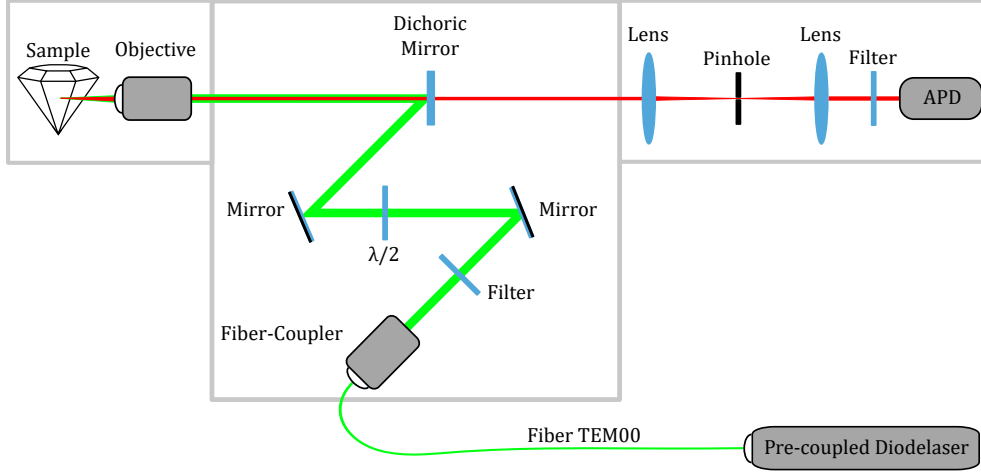 Sample
Objective
Dichoric
Mirror
Lens
Pinhole
Lens
Filter
APD
Mirror
λ/2
Mirror
Filter
Fiber-Coupler
Fiber TEM00
Pre-coupled Diodelaser